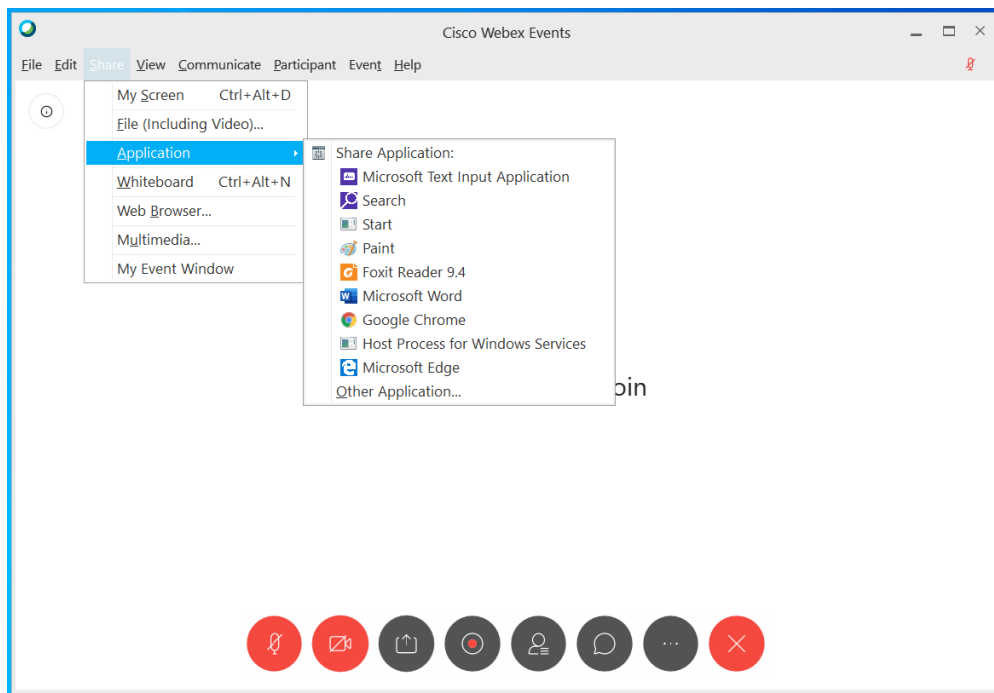 Cisco Webex Events
File Edit Share View Communicate Participant Event Help
My Screen Ctrl+Alt+D
File (Including Video)...
Application
Whiteboard Ctrl+Alt+N
Web Browser...
Multimedia...
My Event Window
Share Application:
Microsoft Text Input Application
Search
Start
Paint
Foxit Reader 9.4
Microsoft Word
Google Chrome
Host Process for Windows Services
Microsoft Edge
Other Application...